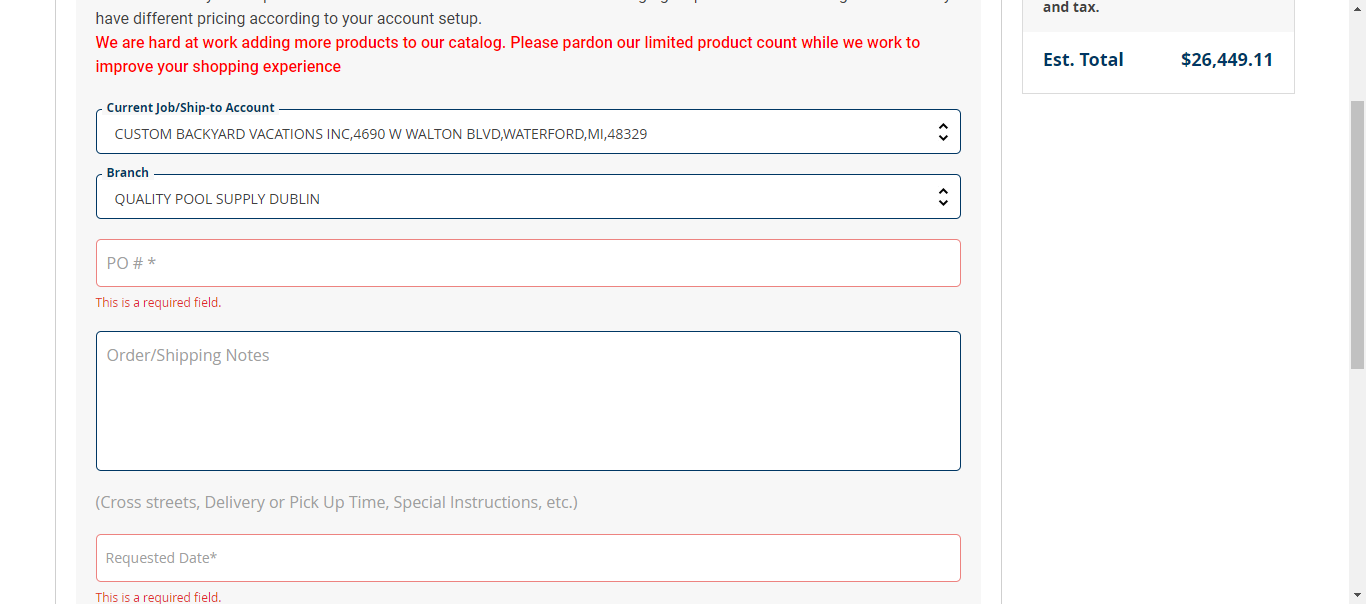 have different pricing according to your account setup.
We are hard at work adding more products to our catalog. Please pardon our limited product count while we work to
improve your shopping experience
Current Job/Ship-to Account
CUSTOM BACKYARD VACATIONS INC,4690 W WALTON BLVD,WATERFORD,MI,48329
Branch
QUALITY POOL SUPPLY DUBLIN
PO # *
This is a required field.
Order/Shipping Notes
(Cross streets, Delivery or Pick Up Time, Special Instructions, etc.)
Requested Date*
This is a required field.
and tax.
Est. Total $26,449.11